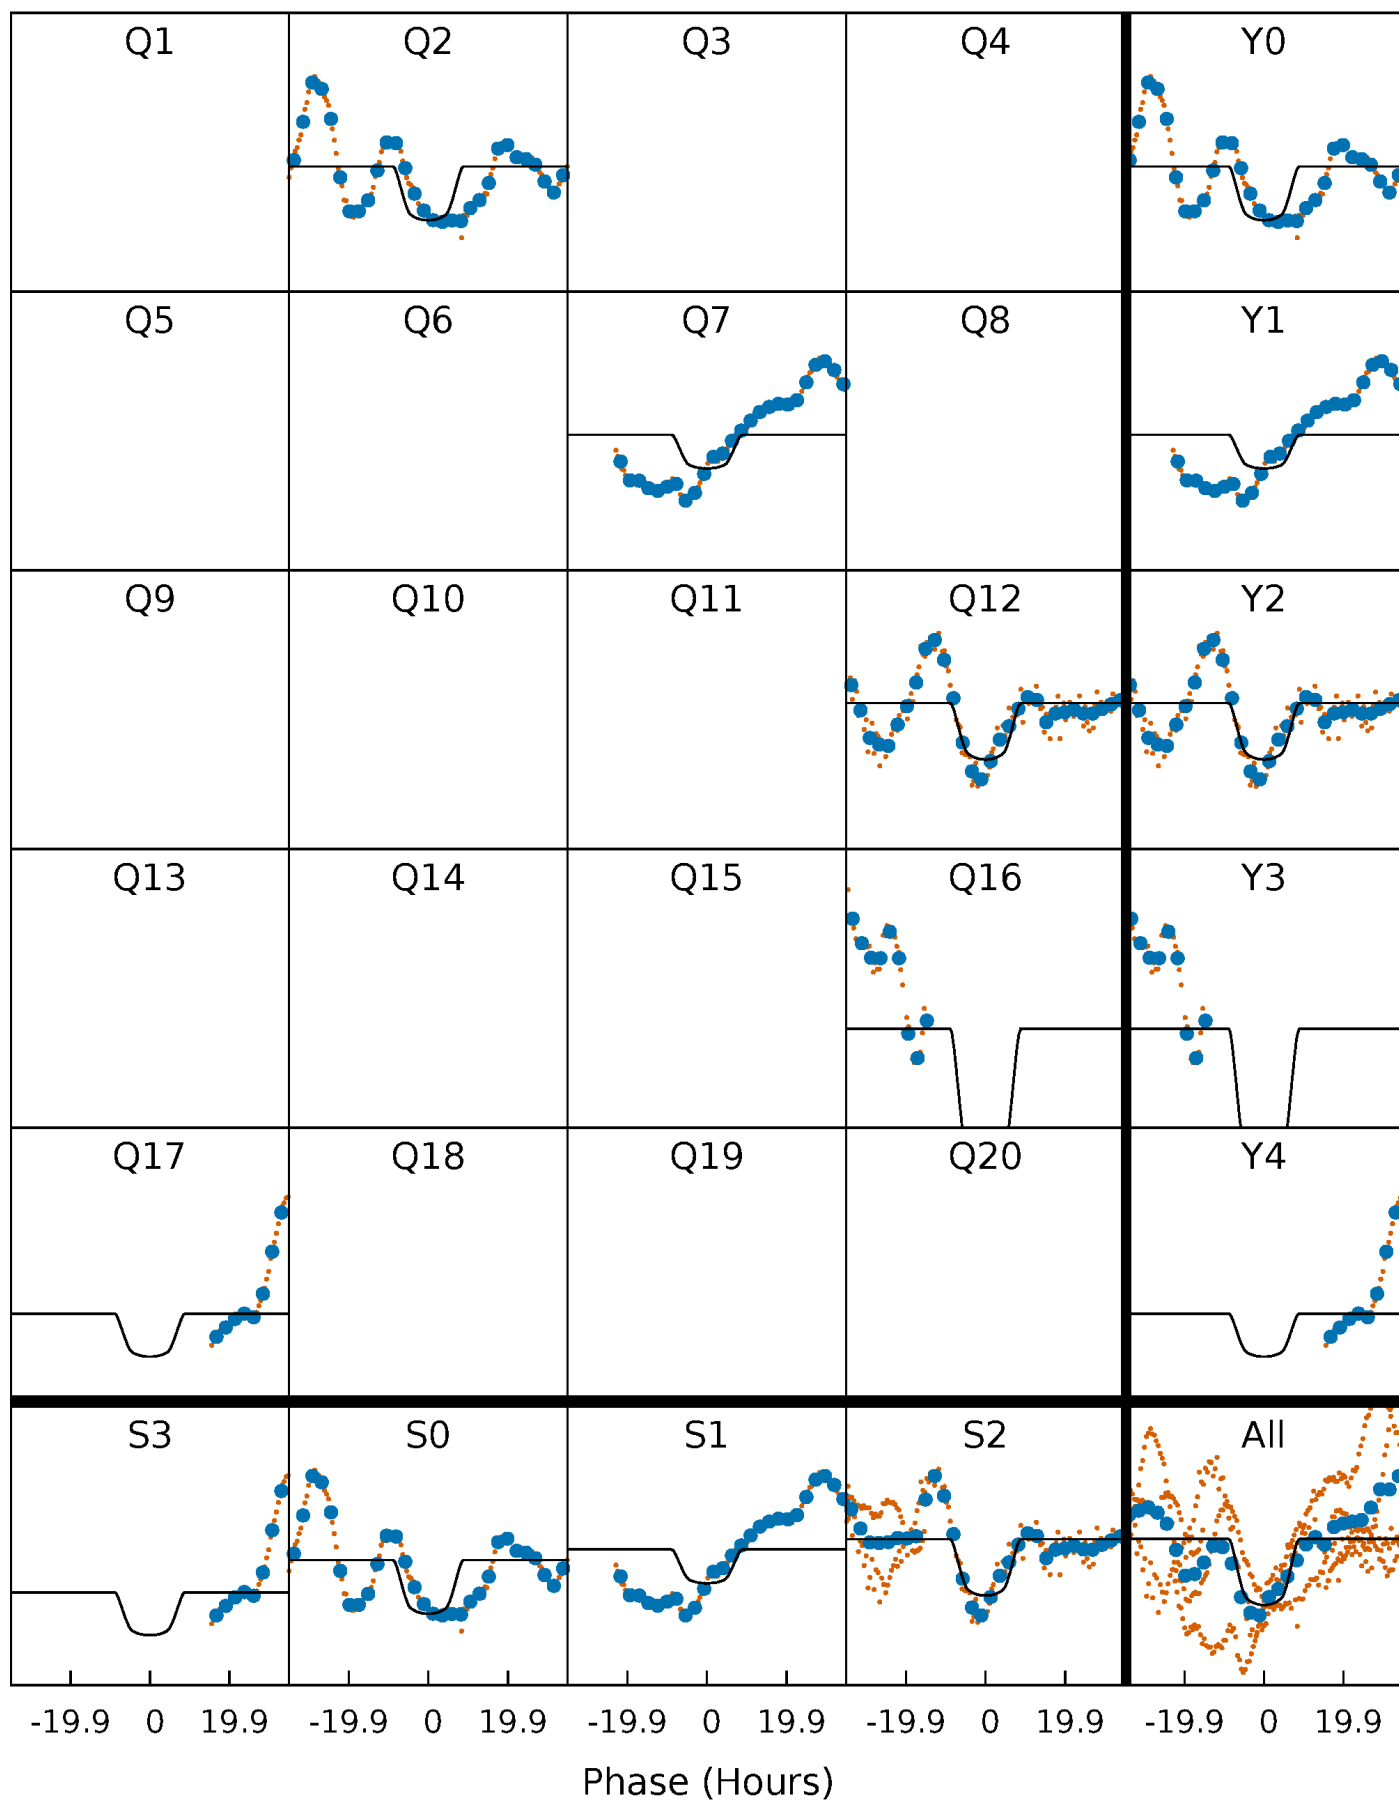 Q1 Q2 Q3 Q4 Y0
Q5 Q6 Q7 Q8 Y1
Q9 Q10 Q11 Q12 Y2
Q13 Q14 Q15 Q16 Y3
Q17 Q18 Q19 Q20 Y4
S3 S0 S1 S2 All
-19.9 0 19.9 -19.9 0 19.9 -19.9 0 19.9 -19.9 0 19.9 -19.9 0 19.9
Phase (Hours)